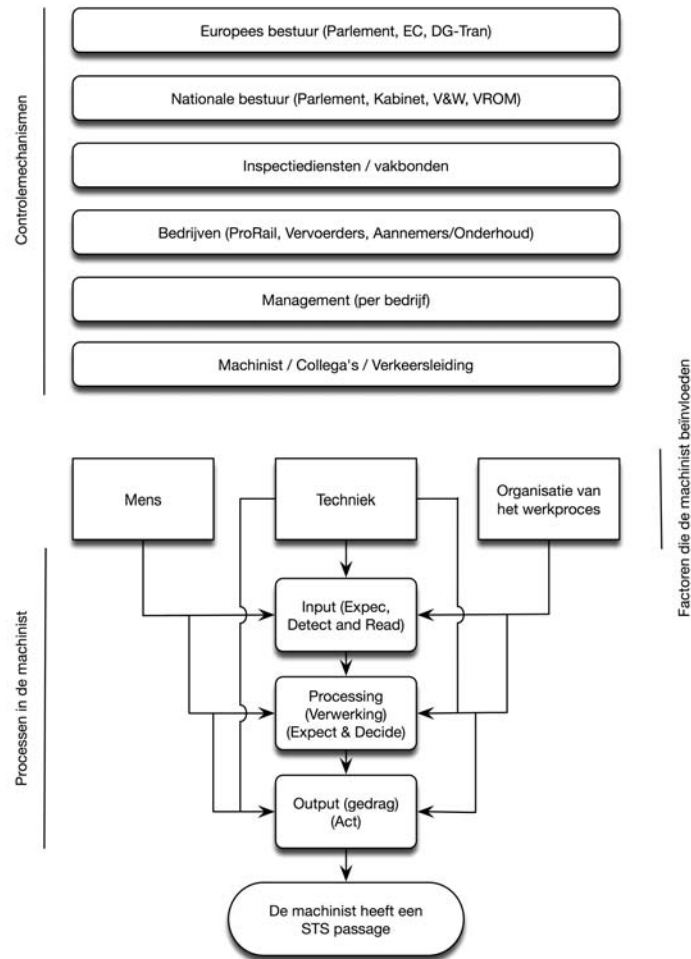 Controlemechanismen
Europees bestuur (Parlement, EC, DG-Tran)
Nationale bestuur (Parlement, Kabinet, V&W, VROM)
Inspectiediensten / vakbonden
Bedrijven (ProRail, Vervoerders, Aannemers/Onderhoud)
Management (per bedrijf)
Machinist / Collega's / Verkeersleiding
Factoren die de machinist beïnvloeden
Mens
Techniek
Organisatie van
het werkproces
Processen in de machinist
Input (Expec,
Detect and Read)
Processing
(Verwerking)
(Expect & Decide)
Output (gedrag)
(Act)
De machinist heeft een
STS passage